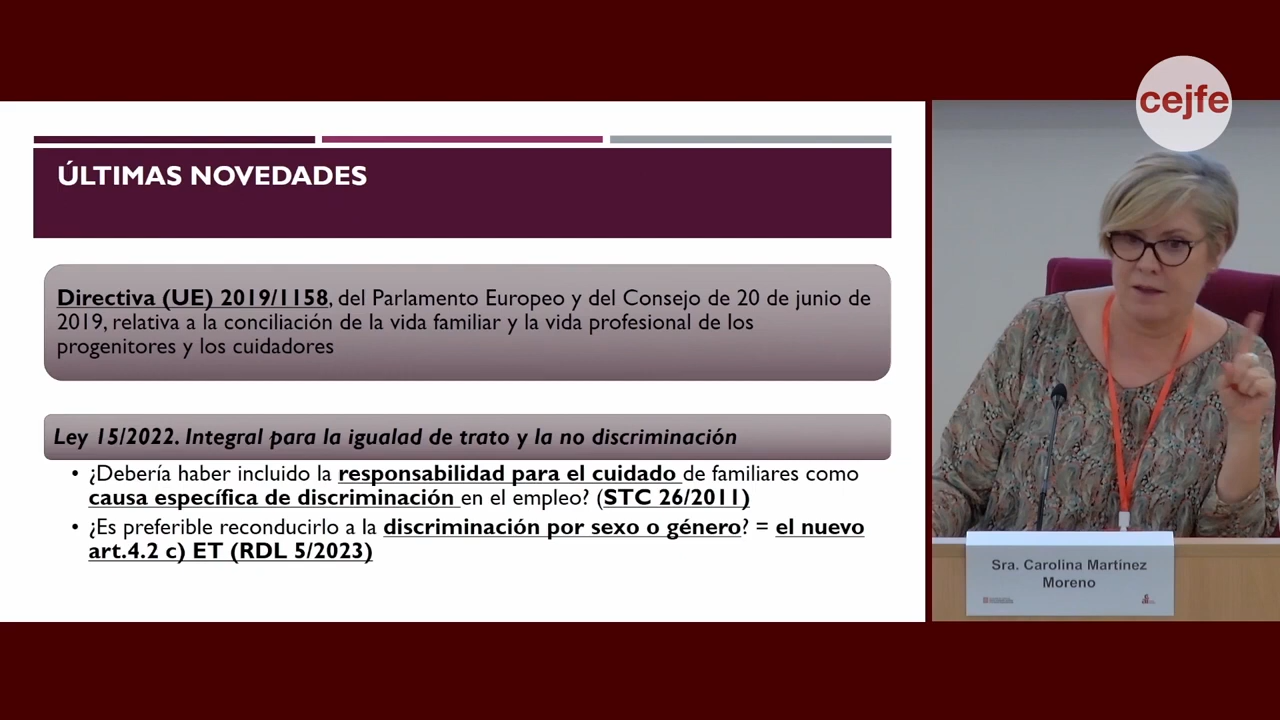 cejfe
ÚLTIMAS NOVEDADES
Directiva (UE) 2019/1158, del Parlamento Europeo y del Consejo de 20 de junio de
2019, relativa a la conciliación de la vida familiar y la vida profesional de los
progenitores y los cuidadores
Ley 15/2022. Integral para la igualad de trato y la no discriminación
• ¿Debería haber incluido la responsabilidad para el cuidado de familiares como
causa específica de discriminación en el empleo? (STC 26/2011)
• ¿Es preferible reconducirlo a la discriminación por sexo o género? = el nuevo
art.4.2 c) ET (RDL 5/2023)
Sra. Carolina Martínez
Moreno